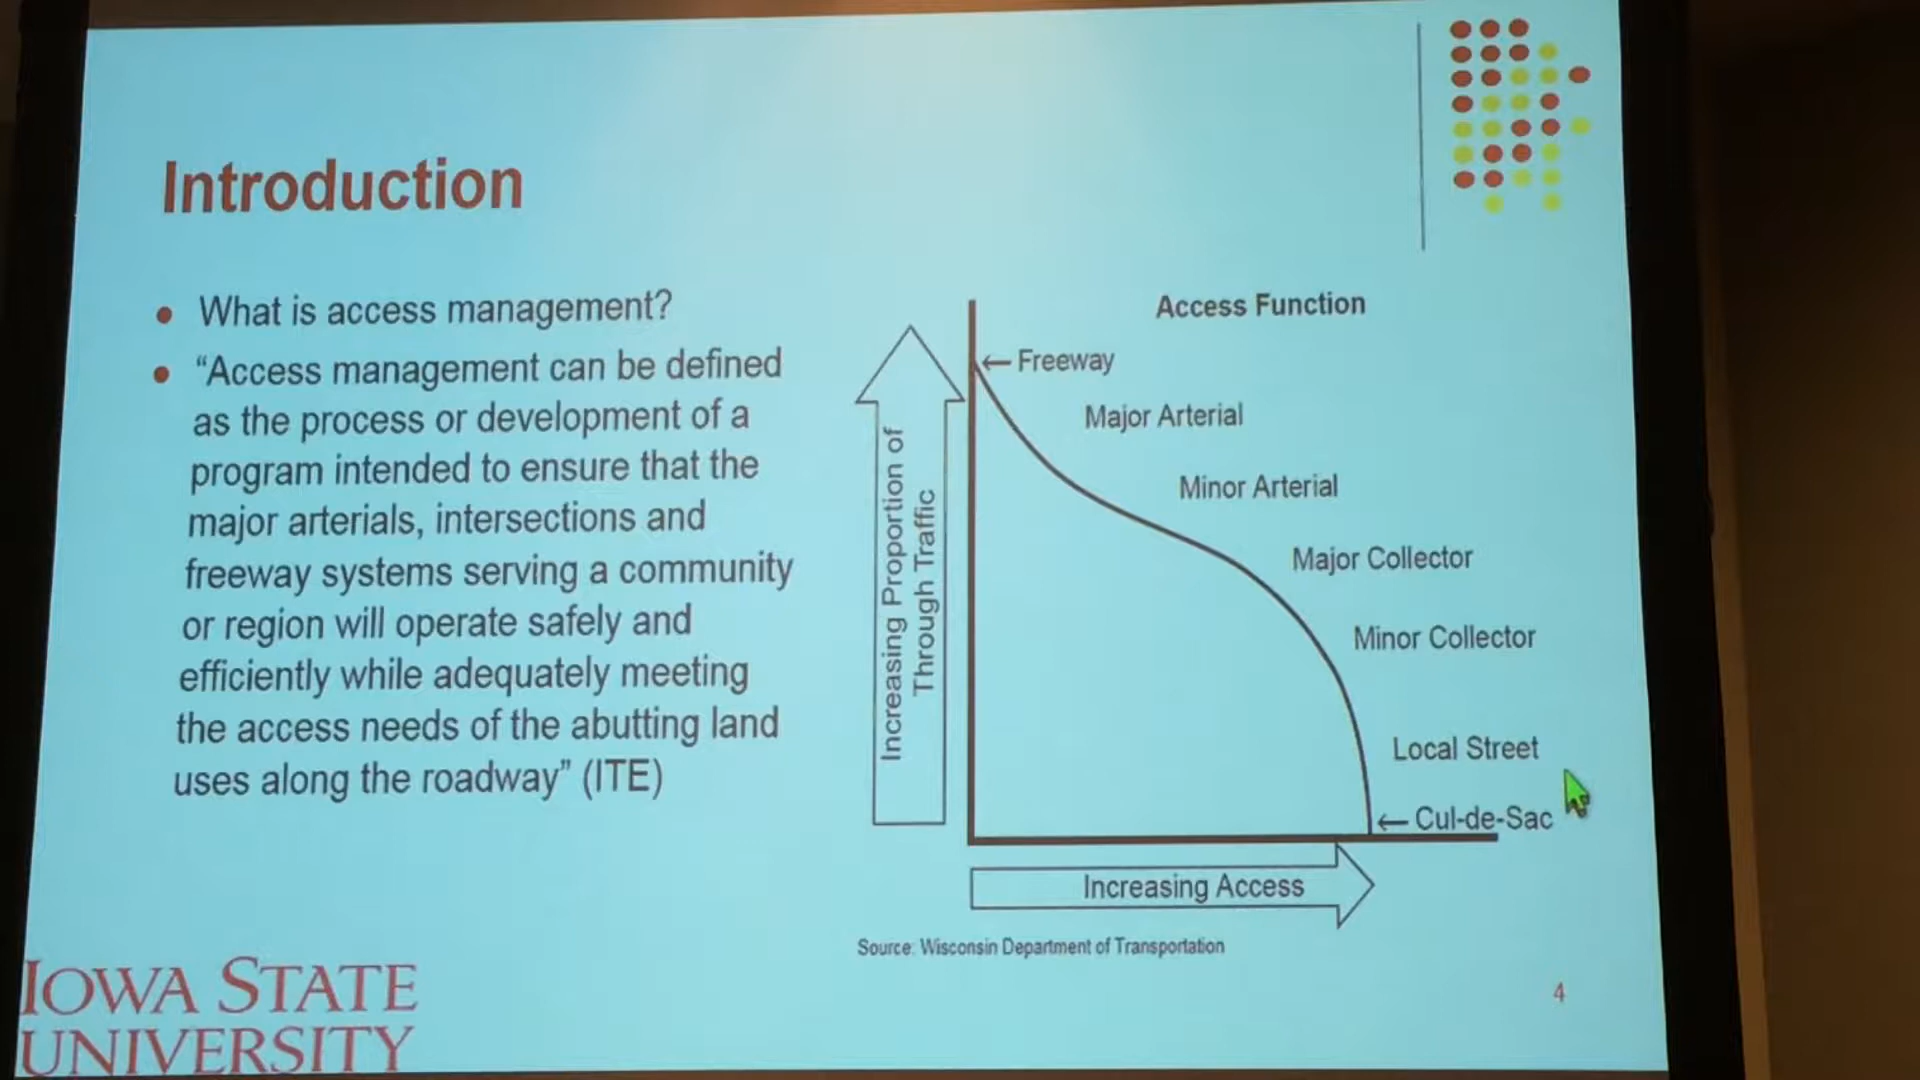 Introduction
• What is access management?
• “Access management can be defined
as the process or development of a
program intended to ensure that the
major arterials, intersections and
freeway systems serving a community
or region will operate safely and
efficiently while adequately meeting
the access needs of the abutting land
uses along the roadway” (ITE)
Access Function
←Freeway
Major Arterial
Minor Arterial
Major Collector
Minor Collector
Local Street
←Cul-de-Sac
Increasing Proportion of
Through Traffic
Increasing Access
Source: Wisconsin Department of Transportation
4
IOWA STATE
UNIVERSITY